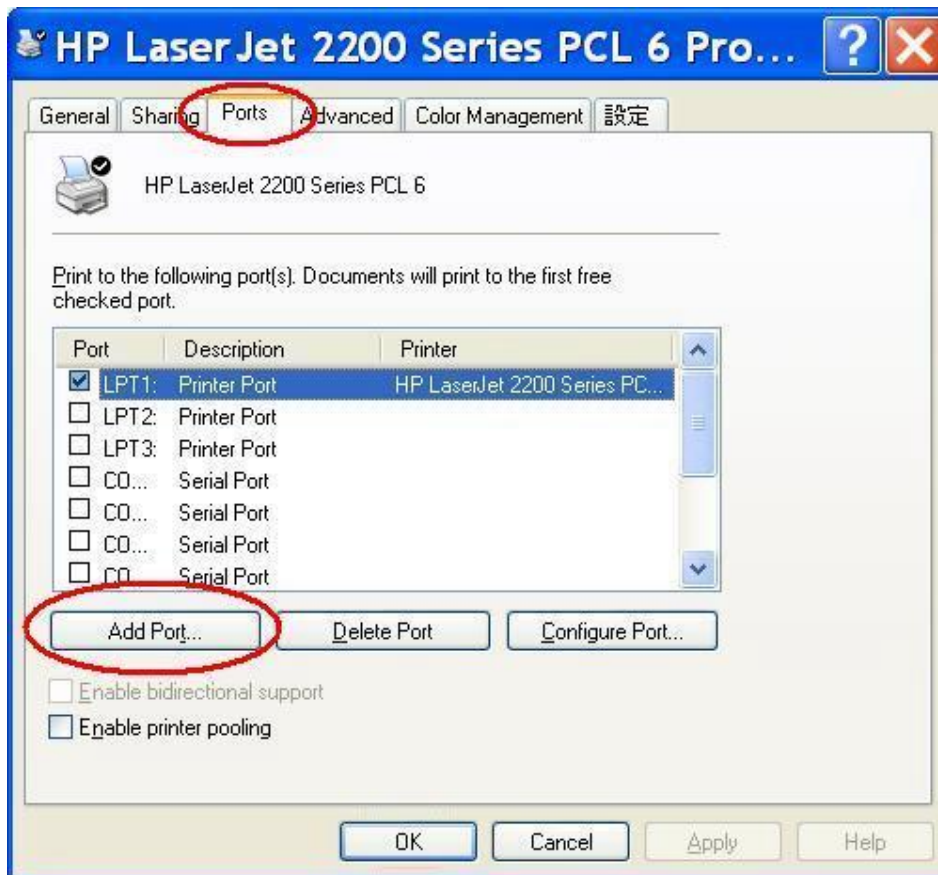 HP LaserJet 2200 Series PCL 6 Pro...
General Sharing Ports Advanced Color Management 設定
HP LaserJet 2200 Series PCL 6
Print to the following port(s). Documents will print to the first free
checked port.
Port Description Printer
LPT1: Printer Port HP LaserJet 2200 Series PC...
LPT2: Printer Port
LPT3: Printer Port
CO... Serial Port
CO... Serial Port
CO... Serial Port
CO... Serial Port
Add Port... Delete Port Configure Port...
Enable bidirectional support
Enable printer pooling
OK Cancel Apply Help